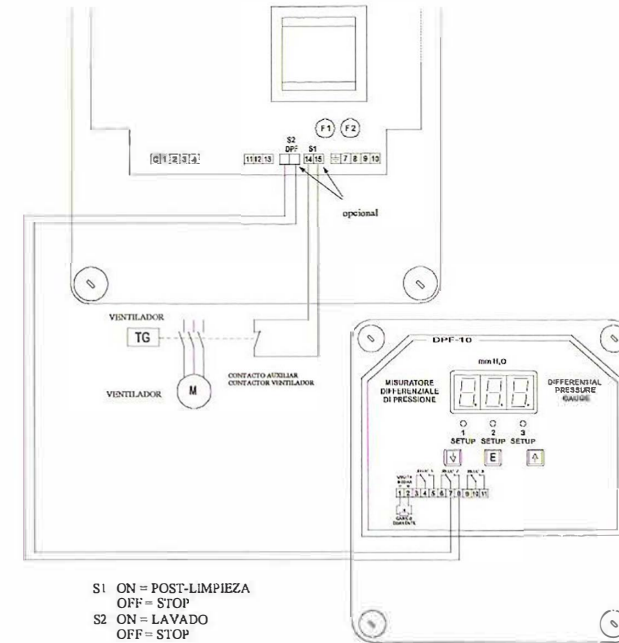 F1 F2
S2
DPF S1
0 1 2 3 4
11 12 13
14 15
7 8 9 10
opcional
VENTILADOR
TG
VENTILADOR
M
CONTACTO AUXILIAR
CONTACTOR VENTILADOR
DPF-10
mm H₂O
MISURATORE
DIFFERENZIALE
DI PRESSIONE
DIFFERENTIAL
PRESSURE
GAUGE
1 2 3
SETUP SETUP SETUP
E
1 2 3 4 5 6 7 8 9 10 11
S1 ON = POST-LIMPIEZA
OFF = STOP
S2 ON = LAVADO
OFF = STOP